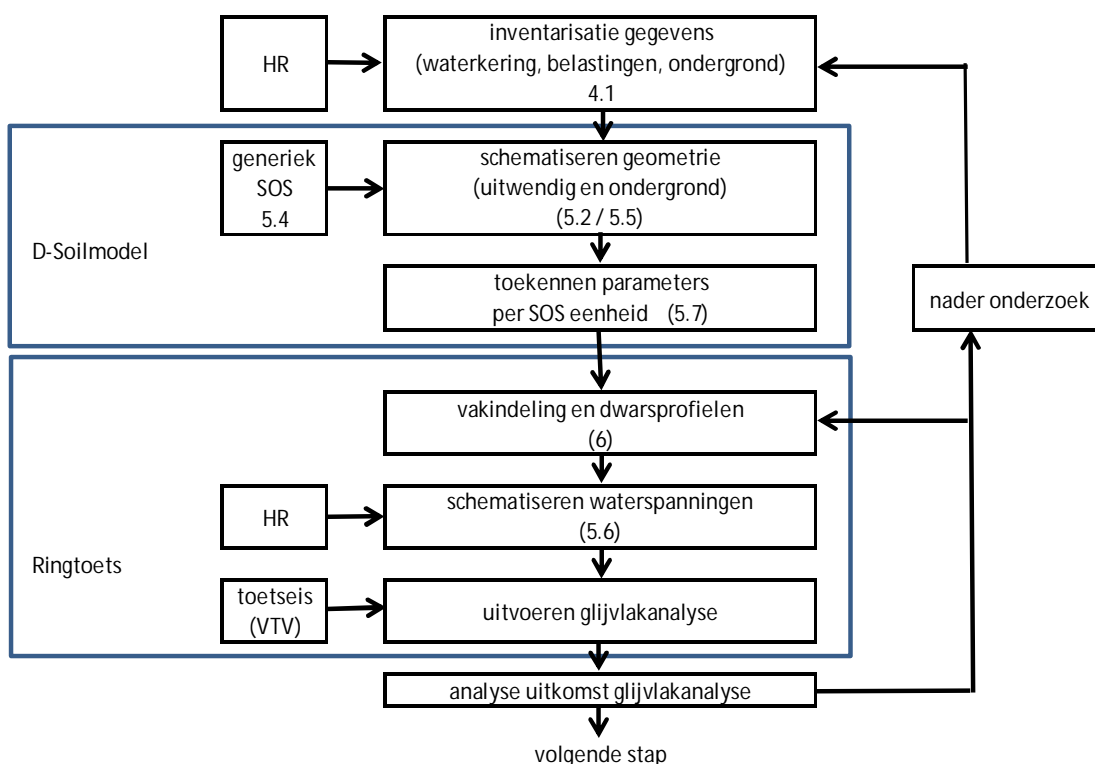 HR
inventarisatie gegevens
(waterkering, belastingen, ondergrond)
4.1
generiek
SOS
5.4
schematiseren geometrie
(uitwendig en ondergrond)
(5.2 / 5.5)
D-Soilmodel
toekennen parameters
per SOS eenheid (5.7)
nader onderzoek
vakindeling en dwarsprofielen
(6)
HR
schematiseren waterspanningen
(5.6)
Ringtoets
toetseis
(VTV)
uitvoeren glijvlakanalyse
analyse uitkomst glijvlakanalyse
volgende stap